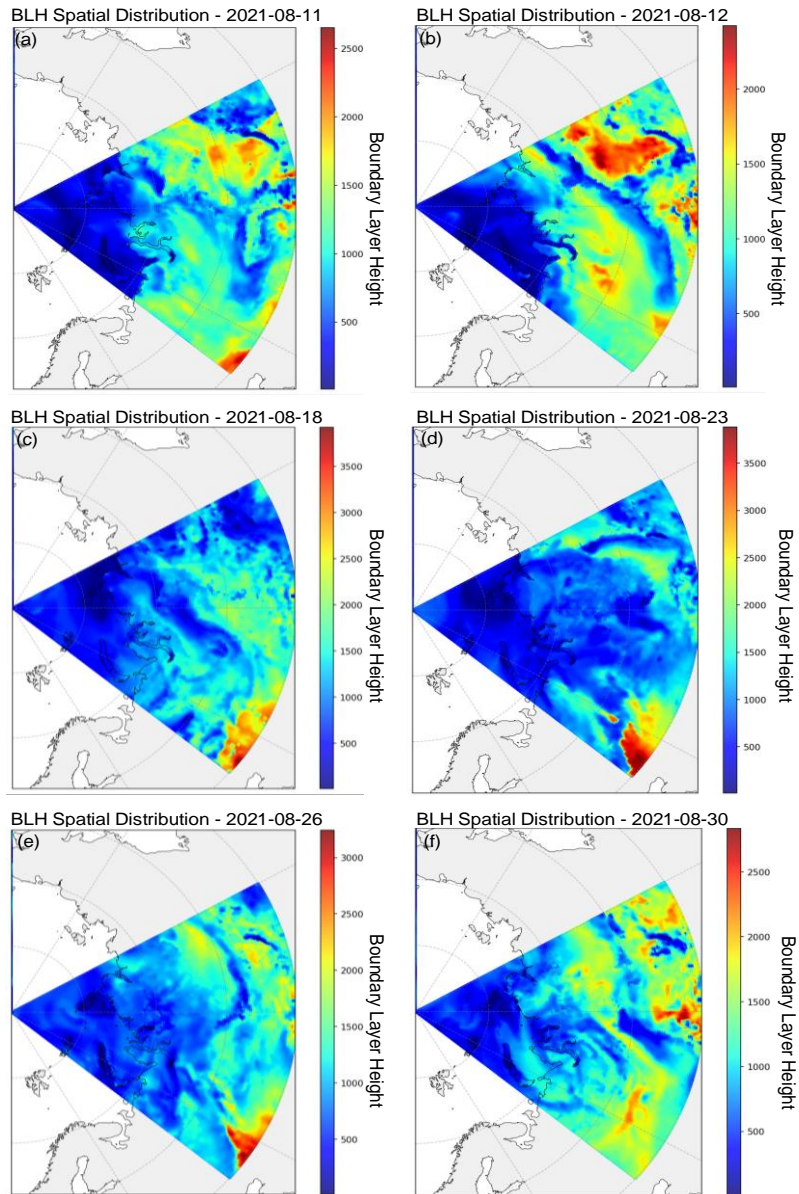 BLH Spatial Distribution - 2021-08-11
(a)
2500
2000
1500
1000
500
Boundary Layer Height
BLH Spatial Distribution - 2021-08-12
(b)
2000
1500
1000
500
Boundary Layer Height
BLH Spatial Distribution - 2021-08-18
(c)
3500
3000
2500
2000
1500
1000
500
Boundary Layer Height
BLH Spatial Distribution - 2021-08-23
(d)
3500
3000
2500
2000
1500
1000
500
Boundary Layer Height
BLH Spatial Distribution - 2021-08-26
(e)
3000
2500
2000
1500
1000
500
Boundary Layer Height
BLH Spatial Distribution - 2021-08-30
(f)
2500
2000
1500
1000
500
Boundary Layer Height